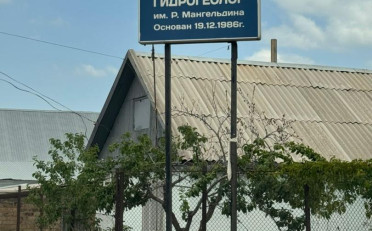 ГИДРОГЕОЛОГ
им. Р. Мангельдина
Основан 19.12.1986г.